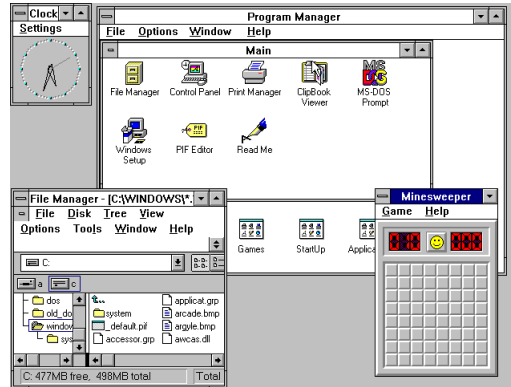 Clock
Settings
Program Manager
File Options Window Help
Main
File Manager
Control Panel
Print Manager
ClipBook
Viewer
MS-DOS
Prompt
Windows
Setup
PIF Editor
Read Me
Games
StartUp
Applica
File Manager - [C:\WINDOWS\*.
File Disk Tree View
Options Tools Window Help
C:
a c
dos
old_do
window
sys
system
_default.pif
accessor.grp
applicat.grp
arcade.bmp
argyle.bmp
awcas.dll
C: 477MB free, 498MB total
Total
Minesweeper
Game Help
010
000